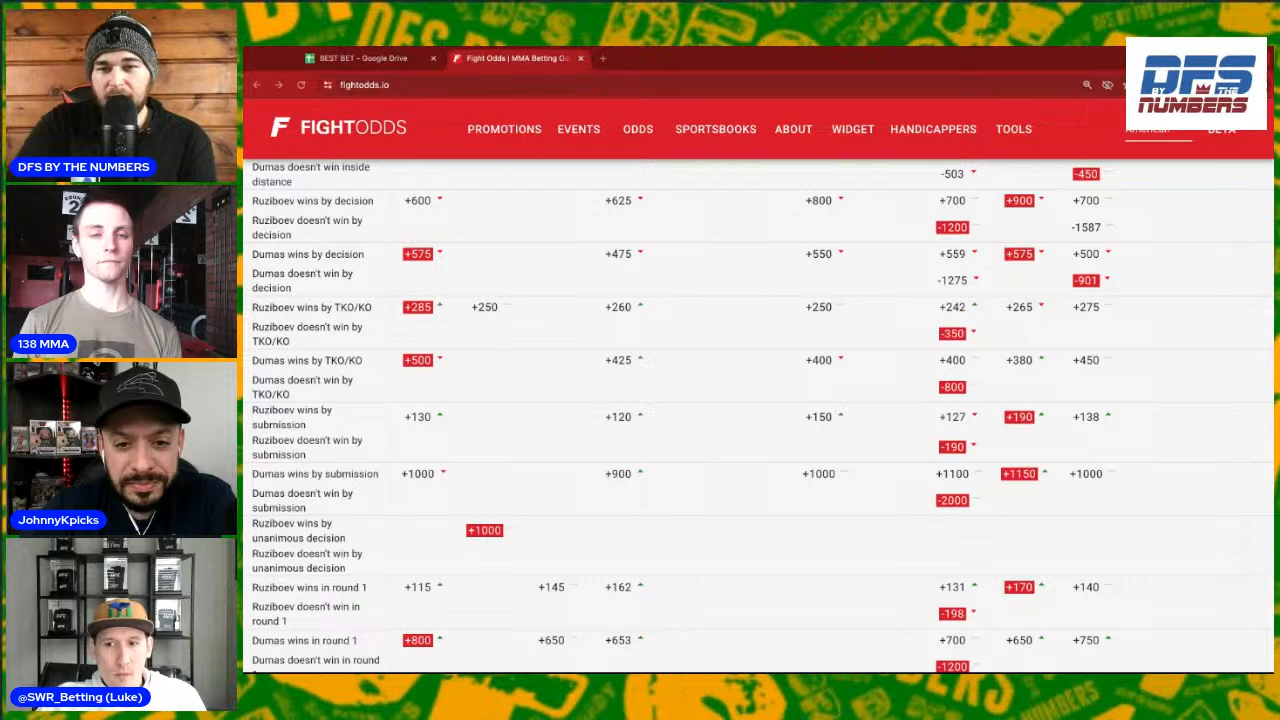 BEST BET - Google Drive
Fight Odds | MMA Betting Od
fightodds.io
DFS
BY THE
NUMBERS
FIGHTODDS
PROMOTIONS EVENTS ODDS SPORTSBOOKS ABOUT WIDGET HANDICAPPERS TOOLS
Dumas doesn't win inside
distance
-503 -450
Ruziboev wins by decision +600 +625 +800 +700 +900 +700
Ruziboev doesn't win by
decision
-1200 -1587
Dumas wins by decision +575 +475 +550 +559 +575 +500
Dumas doesn't win by
decision
-1275 -901
Ruziboev wins by TKO/KO +285 +250 +260 +250 +242 +265 +275
Ruziboev doesn't win by
TKO/KO
-350
Dumas wins by TKO/KO +500 +425 +400 +400 +380 +450
Dumas doesn't win by
TKO/KO
-800
Ruziboev wins by
submission
+130 +120 +150 +127 +190 +138
Ruziboev doesn't win by
submission
-190
Dumas wins by submission +1000 +900 +1000 +1100 +1150 +1000
Dumas doesn't win by
submission
-2000
Ruziboev wins by
unanimous decision
+1000
Ruziboev doesn't win by
unanimous decision
Ruziboev wins in round 1 +115 +145 +162 +131 +170 +140
Ruziboev doesn't win in
round 1
-198
Dumas wins in round 1 +800 +650 +653 +700 +650 +750
Dumas doesn't win in round
-1200
DFS BY THE NUMBERS
138 MMA
JohnnyKpicks
@SWR_Betting (Luke)